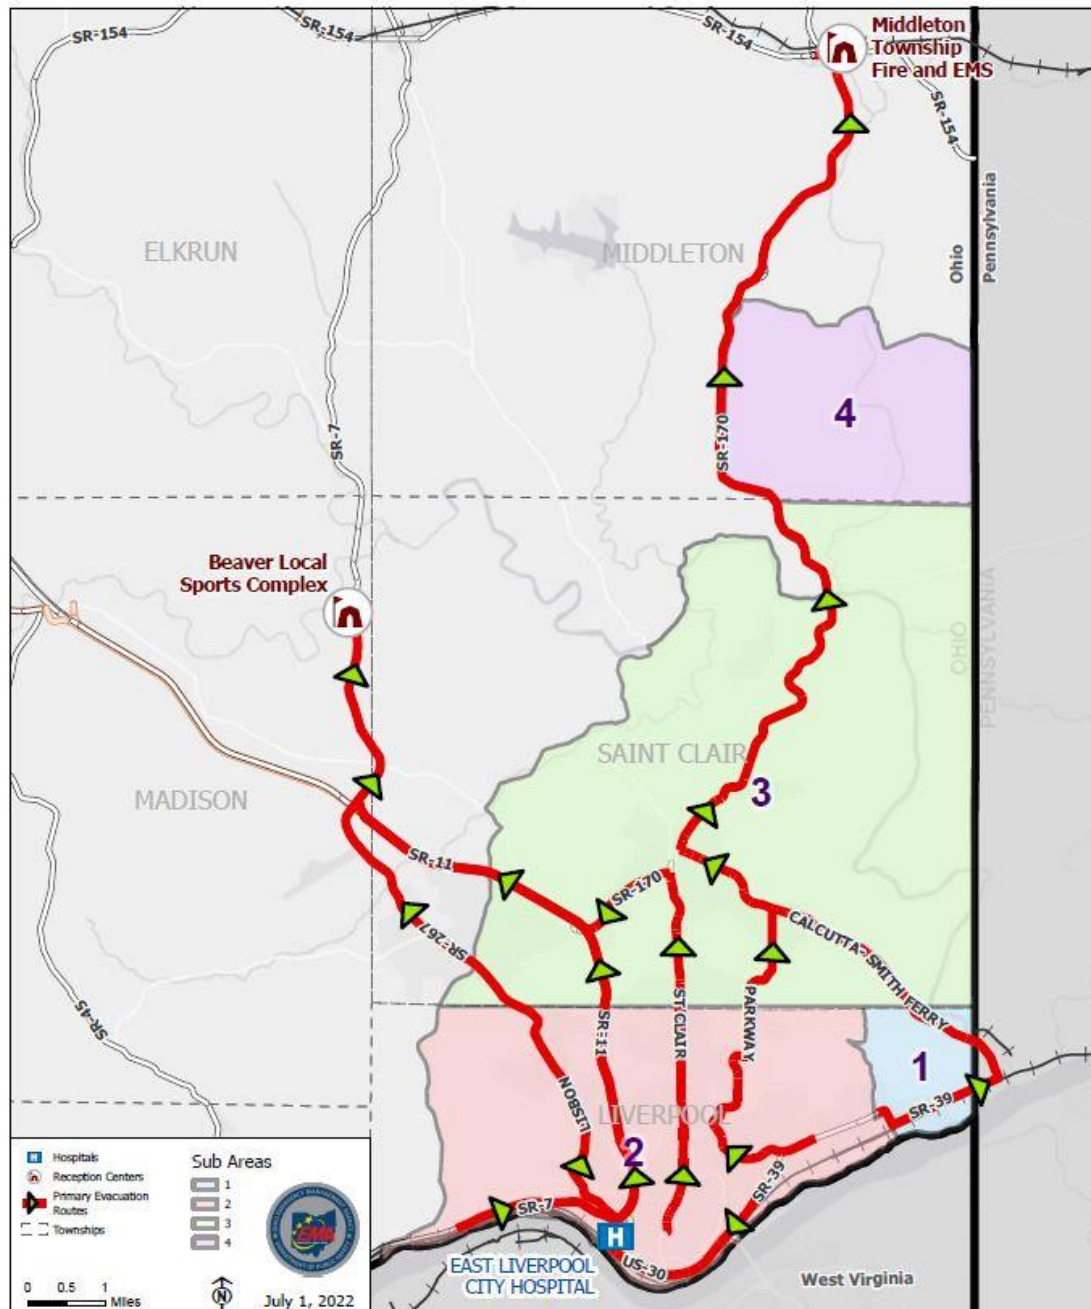 SR-154
SR-154
SR-154
Middleton
Township
Fire and EMS
SR-154
Ohio
Pennsylvania
ELKRUN
MIDDLETON
SR-7
SR-170
4
Beaver Local
Sports Complex
OHIO
PENNSYLVANIA
SAINT CLAIR
MADISON
3
SR-11
SR-170
SR-267
CALCUTTA- SMITH FERRY
SR-45
SR-11
ST CLAIR
PARKWAY
1
LISBON
LIVERPOOL
SR-39
2
SR-39
SR-7
H
EAST LIVERPOOL
CITY HOSPITAL
US-30
West Virginia
H Hospitals
Reception Centers
Primary Evacuation
Routes
Townships
Sub Areas
1
2
3
4
EMA
0 0.5 1
Miles
N
July 1, 2022